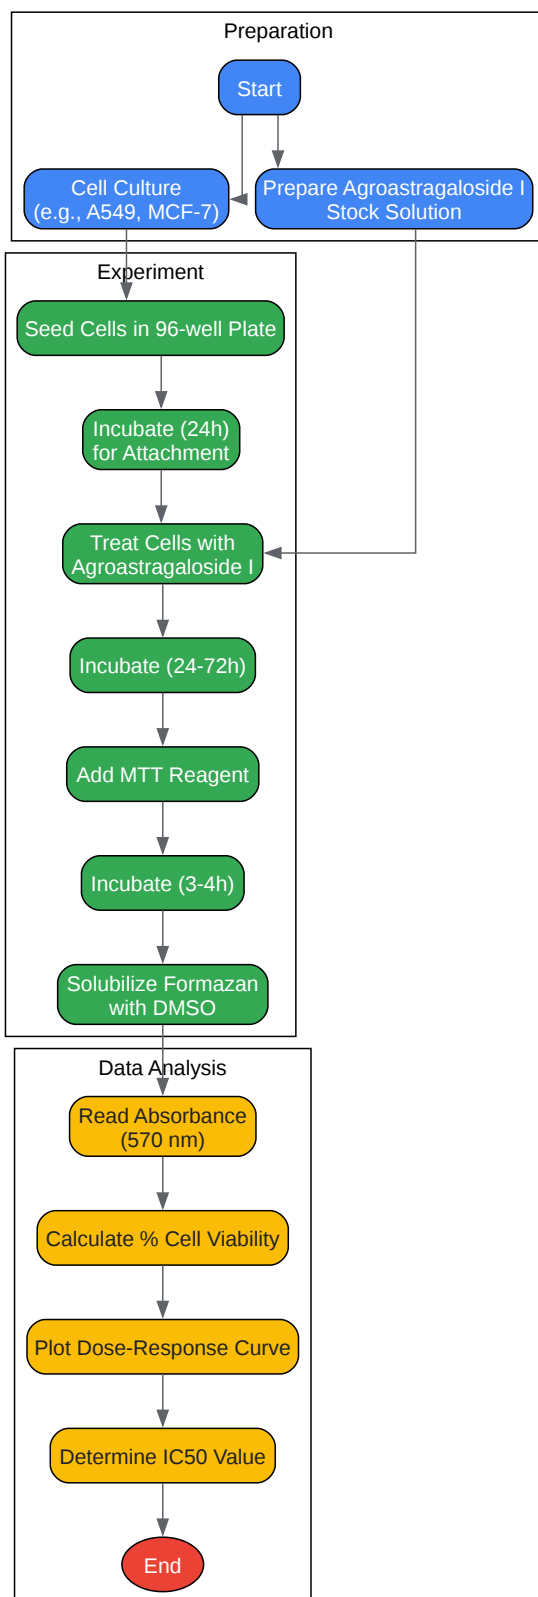 Preparation
Start
Cell Culture
(e.g., A549, MCF-7)
Prepare Agroastragaloside I
Stock Solution
Experiment
Seed Cells in 96-well Plate
Incubate (24h)
for Attachment
Treat Cells with
Agroastragaloside I
Incubate (24-72h)
Add MTT Reagent
Incubate (3-4h)
Solubilize Formazan
with DMSO
Data Analysis
Read Absorbance
(570 nm)
Calculate % Cell Viability
Plot Dose-Response Curve
Determine IC50 Value
End